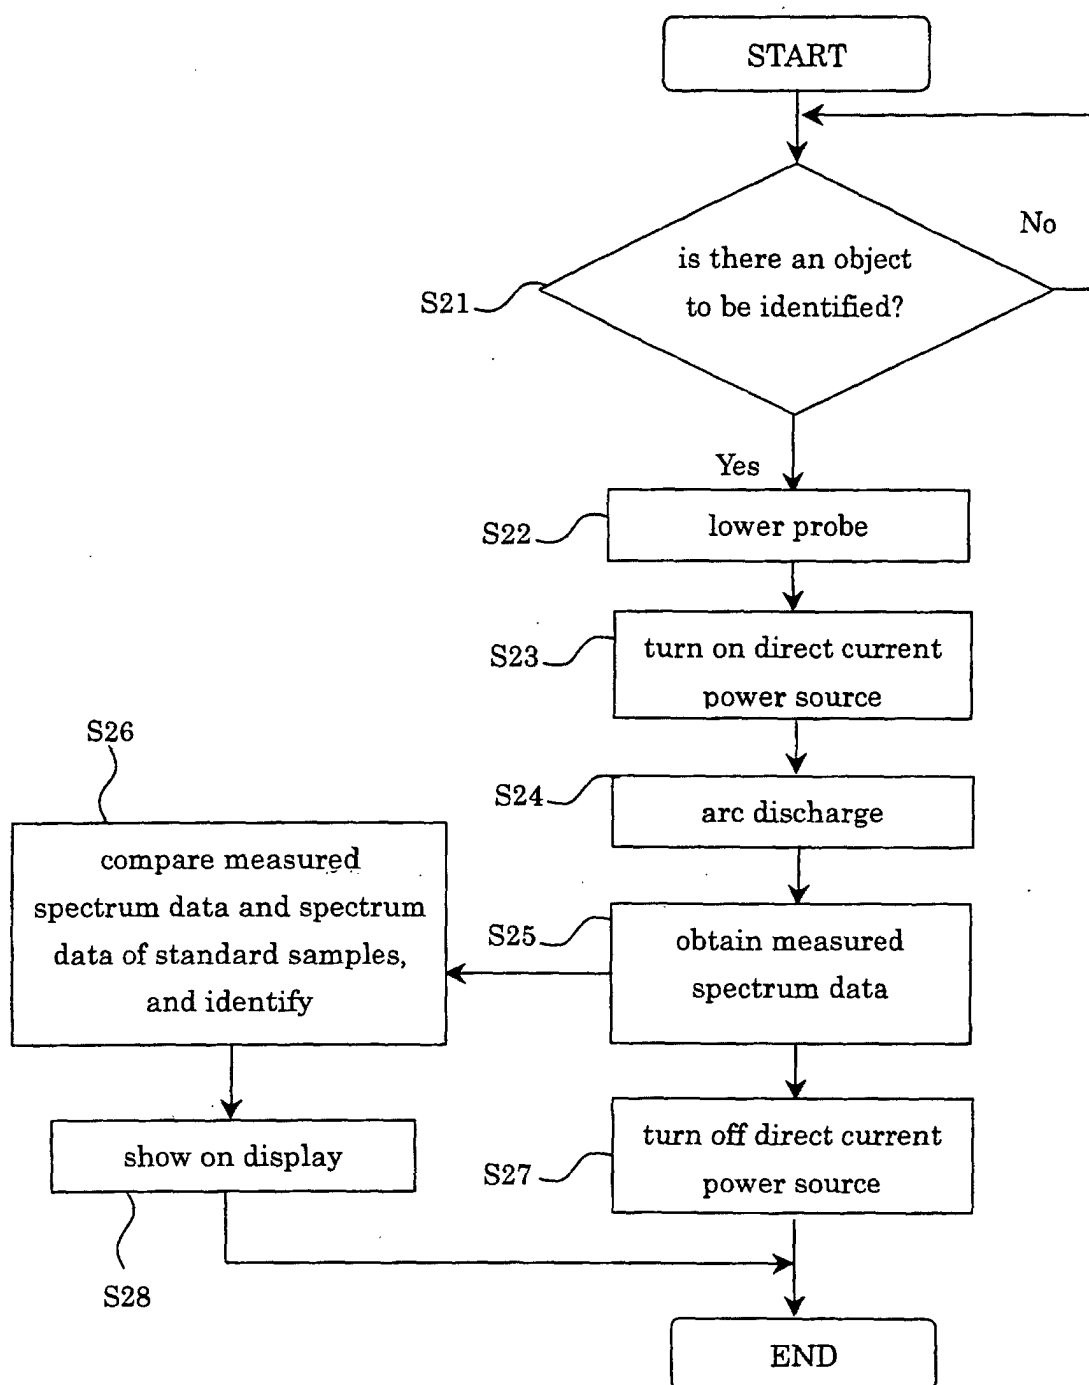 START
No
is there an object
to be identified?
S21
Yes
lower probe
S22
turn on direct current
power source
S23
S26
arc discharge
S24
compare measured
spectrum data and spectrum
data of standard samples,
and identify
obtain measured
spectrum data
S25
turn off direct current
power source
S27
show on display
S28
END